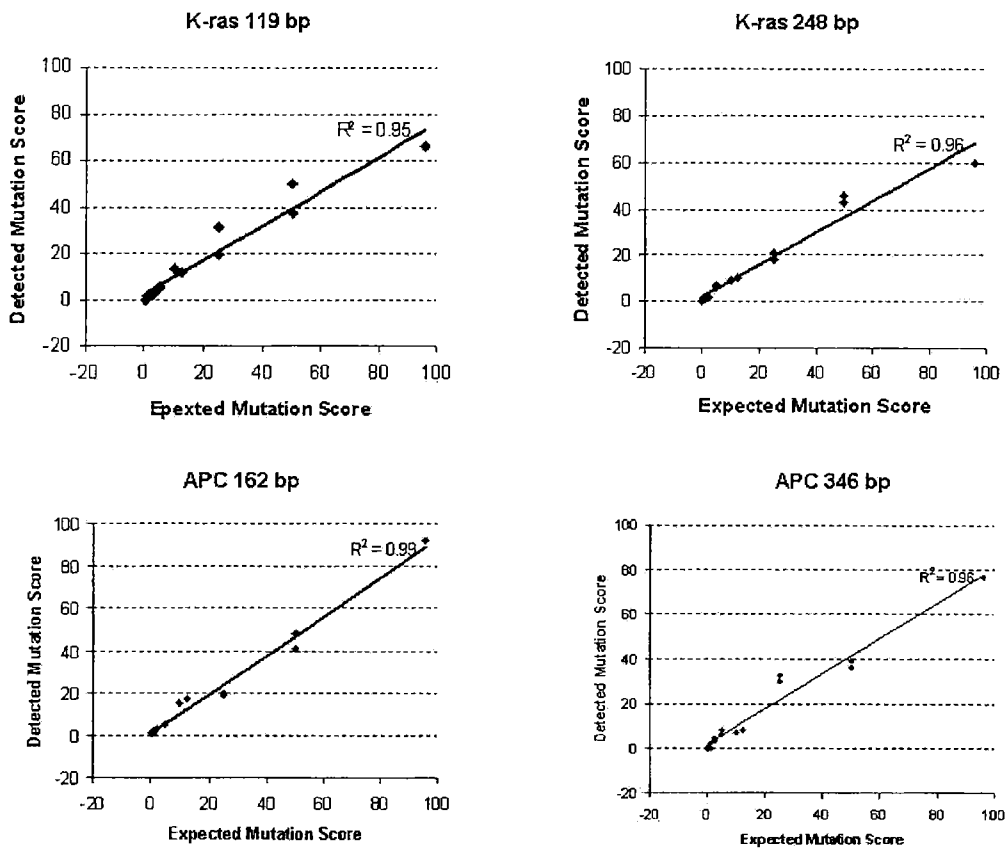 K-ras 119 bp
Detected Mutation Score
100
80
60
40
20
0
-20
R² = 0.95
-20 0 20 40 60 80 100
Epexted Mutation Score
K-ras 248 bp
Detected Mutation Score
100
80
60
40
20
0
-20
R² = 0.96
-20 0 20 40 60 80 100
Expected Mutation Score
APC 162 bp
Detected Mutation Score
100
80
60
40
20
0
-20
R² = 0.99
-20 0 20 40 60 80 100
Expected Mutation Score
APC 346 bp
Detected Mutation Score
100
80
60
40
20
0
-20
R² = 0.96
-20 0 20 40 60 80 100
Expected Mutation Score